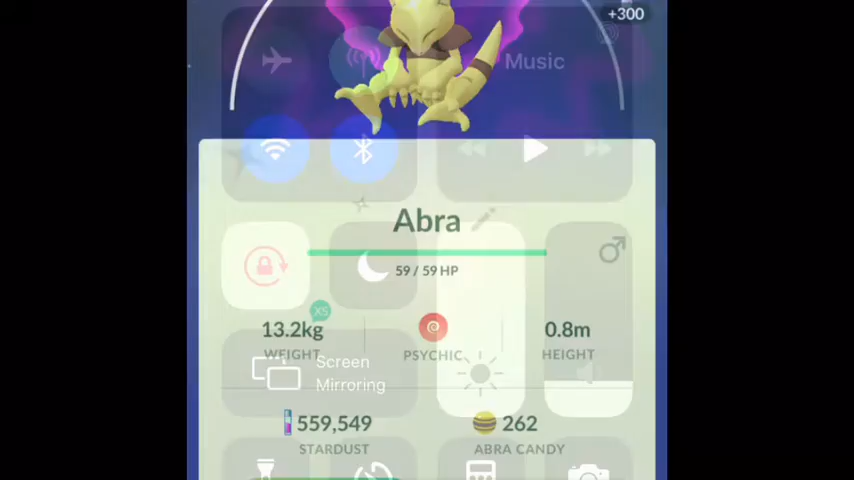 +300
Music
Abra
59 / 59 HP
XS
13.2kg
0.8m
WEIGHT
PSYCHIC
HEIGHT
Screen
Mirroring
559,549
262
STARDUST
ABRA CANDY